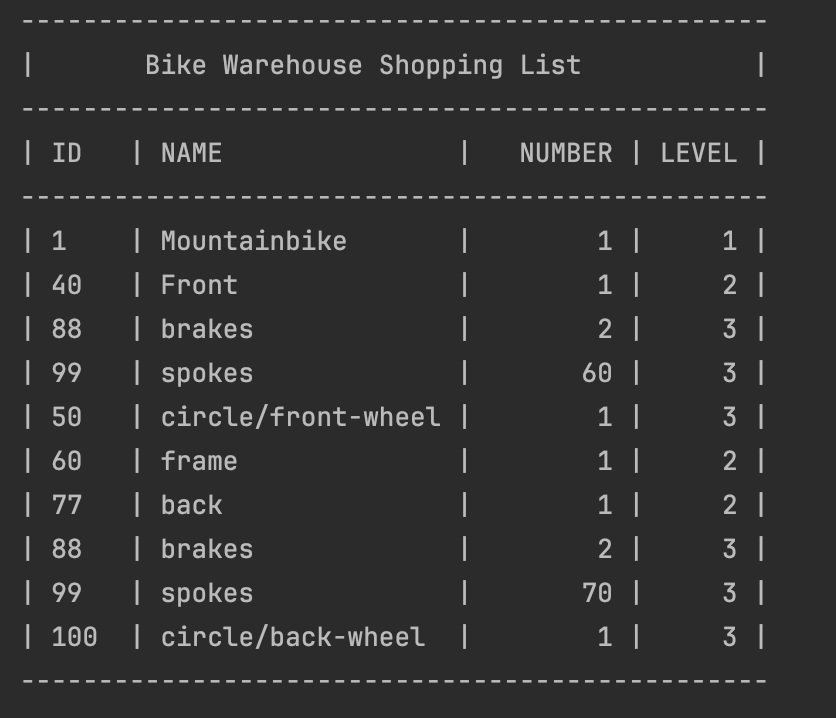 ------------------------------------------------
|       Bike Warehouse Shopping List           |
------------------------------------------------
| ID   | NAME               |   NUMBER | LEVEL |
------------------------------------------------
| 1    | Mountainbike       |        1 |     1 |
| 40   | Front              |        1 |     2 |
| 88   | brakes             |        2 |     3 |
| 99   | spokes             |       60 |     3 |
| 50   | circle/front-wheel |        1 |     3 |
| 60   | frame              |        1 |     2 |
| 77   | back               |        1 |     2 |
| 88   | brakes             |        2 |     3 |
| 99   | spokes             |       70 |     3 |
| 100  | circle/back-wheel  |        1 |     3 |
------------------------------------------------